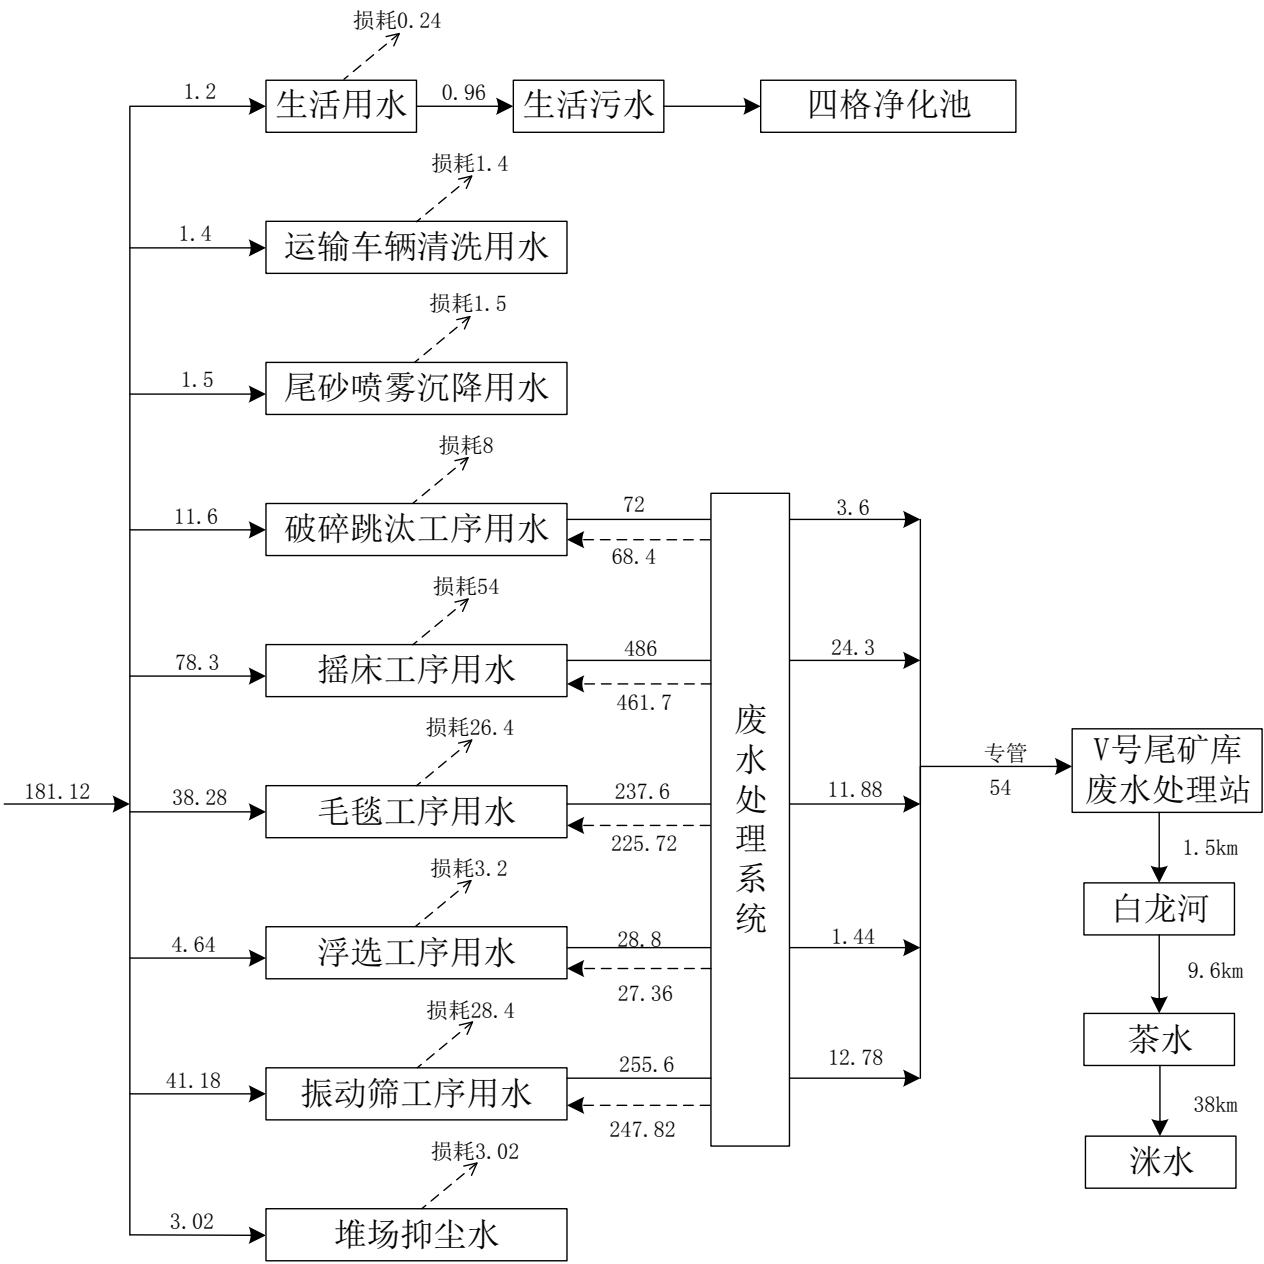 损耗0.24
1.2
生活用水
0.96
生活污水
四格净化池
损耗1.4
1.4
运输车辆清洗用水
损耗1.5
1.5
尾砂喷雾沉降用水
损耗8
11.6
破碎跳汰工序用水
72
68.4
3.6
损耗54
78.3
摇床工序用水
486
461.7
24.3
损耗26.4
181.12
38.28
毛毯工序用水
237.6
225.72
废水处理系统
11.88
专管
54
V号尾矿库
废水处理站
1.5km
损耗3.2
4.64
浮选工序用水
28.8
27.36
1.44
白龙河
9.6km
损耗28.4
41.18
振动筛工序用水
255.6
247.82
12.78
茶水
38km
洣水
损耗3.02
3.02
堆场抑尘水